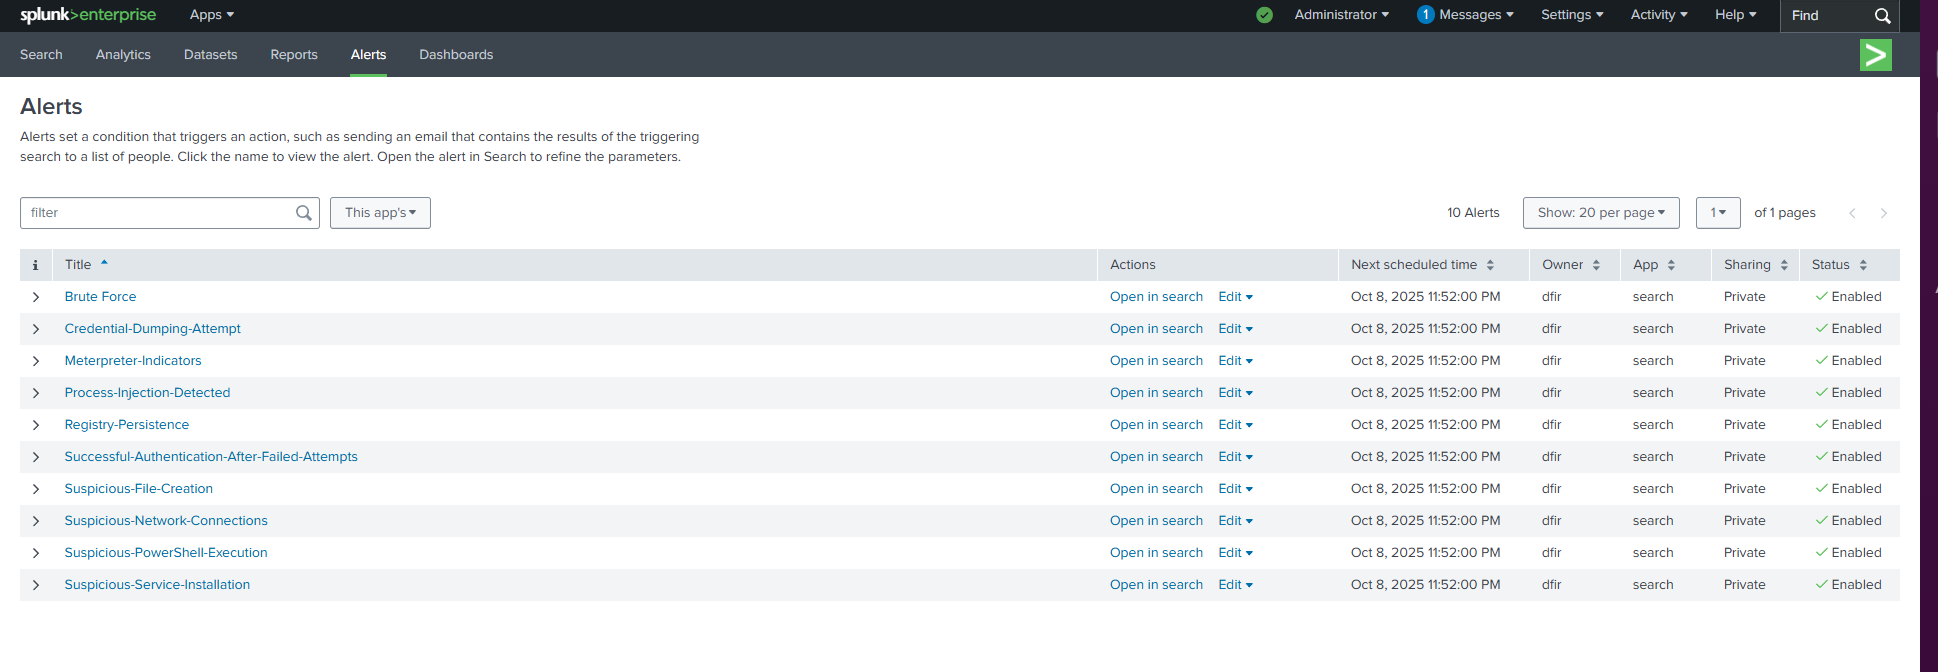 splunk>enterprise Apps Administrator 1 Messages Settings Activity Help Find
Search Analytics Datasets Reports Alerts Dashboards
Alerts
Alerts set a condition that triggers an action, such as sending an email that contains the results of the triggering
search to a list of people. Click the name to view the alert. Open the alert in Search to refine the parameters.
filter This app's 10 Alerts Show: 20 per page 1 of 1 pages
i Title Actions Next scheduled time Owner App Sharing Status
Brute Force Open in search Edit Oct 8, 2025 11:52:00 PM dfir search Private Enabled
Credential-Dumping-Attempt Open in search Edit Oct 8, 2025 11:52:00 PM dfir search Private Enabled
Meterpreter-Indicators Open in search Edit Oct 8, 2025 11:52:00 PM dfir search Private Enabled
Process-Injection-Detected Open in search Edit Oct 8, 2025 11:52:00 PM dfir search Private Enabled
Registry-Persistence Open in search Edit Oct 8, 2025 11:52:00 PM dfir search Private Enabled
Successful-Authentication-After-Failed-Attempts Open in search Edit Oct 8, 2025 11:52:00 PM dfir search Private Enabled
Suspicious-File-Creation Open in search Edit Oct 8, 2025 11:52:00 PM dfir search Private Enabled
Suspicious-Network-Connections Open in search Edit Oct 8, 2025 11:52:00 PM dfir search Private Enabled
Suspicious-PowerShell-Execution Open in search Edit Oct 8, 2025 11:52:00 PM dfir search Private Enabled
Suspicious-Service-Installation Open in search Edit Oct 8, 2025 11:52:00 PM dfir search Private Enabled